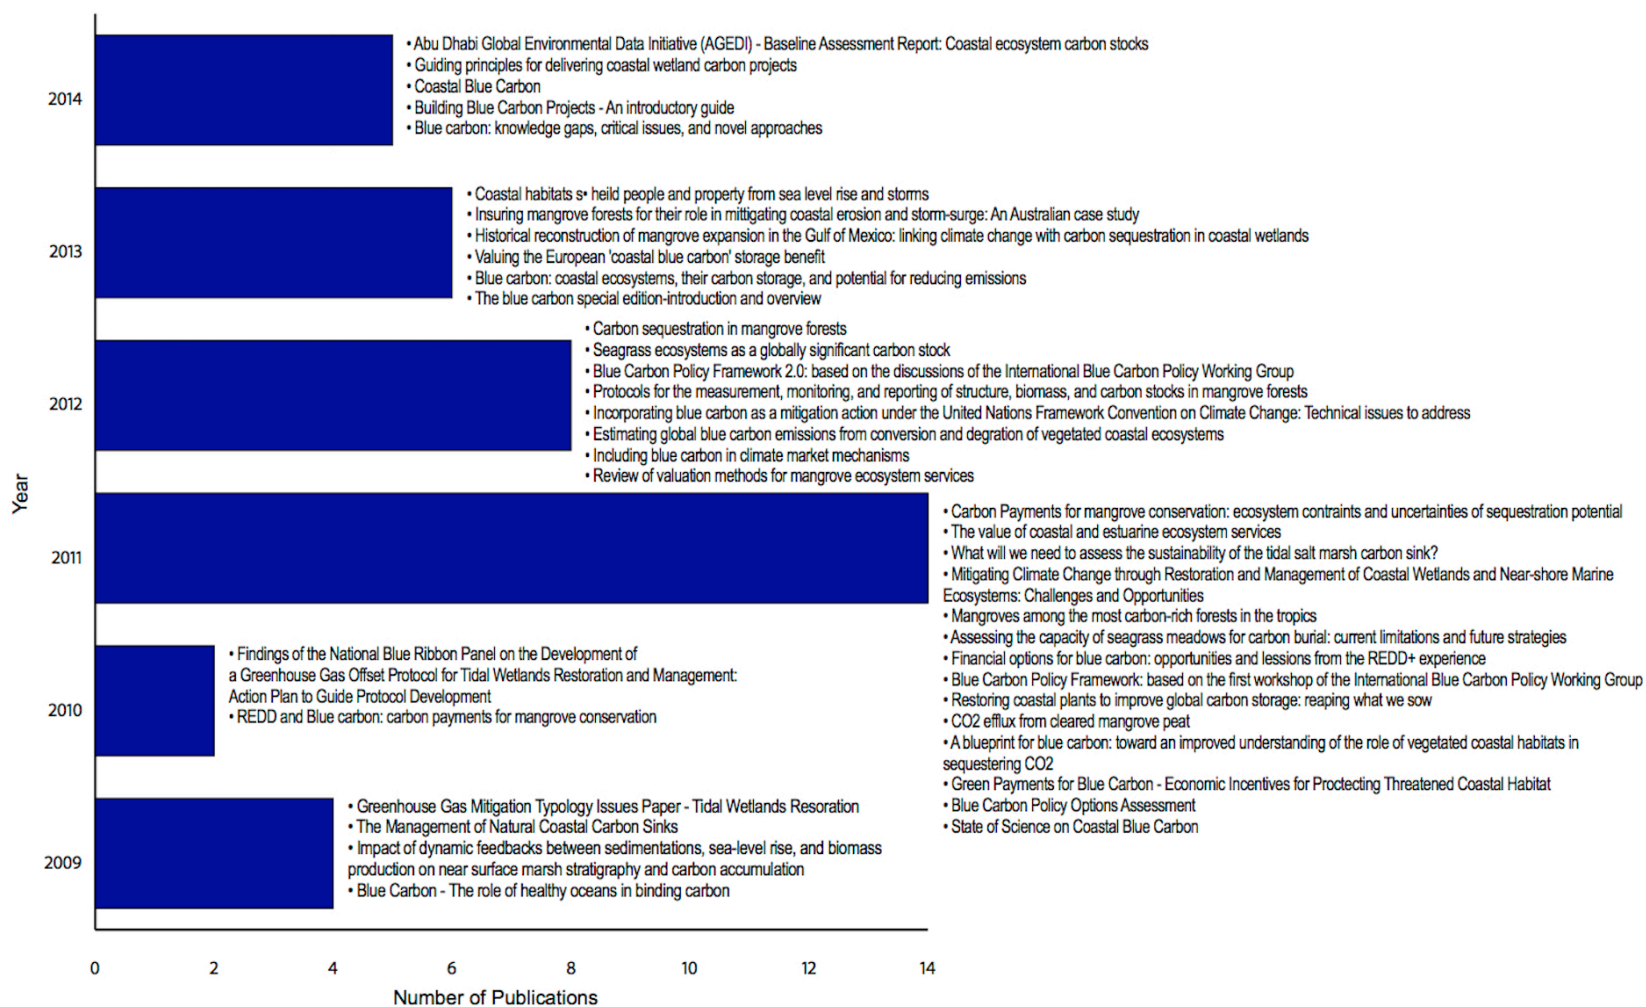 2014
• Abu Dhabi Global Environmental Data Initiative (AGEDI) - Baseline Assessment Report: Coastal ecosystem carbon stocks
• Guiding principles for delivering coastal wetland carbon projects
• Coastal Blue Carbon
• Building Blue Carbon Projects - An introductory guide
• Blue carbon: knowledge gaps, critical issues, and novel approaches
2013
• Coastal habitats s• heild people and property from sea level rise and storms
• Insuring mangrove forests for their role in mittigating coastal erosion and storm-surge: An Australian case study
• Historical reconstruction of mangrove expansion in the Gulf of Mexico: linking climate change with carbon sequestration in coastal wetlands
• Valuing the European 'coastal blue carbon' storage benefit
• Blue carbon: coastal ecosystems, their carbon storage, and potential for reducing emissions
• The blue carbon special edition-introduction and overview
2012
• Carbon sequestration in mangrove forests
• Seagrass ecosystems as a globally significant carbon stock
• Blue Carbon Policy Framework 2.0: based on the discussions of the International Blue Carbon Policy Working Group
• Protocols for the measurement, monitoring, and reporting of structure, biomass, and carbon stocks in mangrove forests
• Incorporating blue carbon as a mitigation action under the United Nations Framework Convention on Climate Change: Technical issues to address
• Estimating global blue carbon emissions from conversion and degration of vegetated coastal ecosystems
• Including blue carbon in climate market mechanisms
• Review of valuation methods for mangrove ecosystem services
Year
2011
• Carbon Payments for mangrove conservation: ecosystem contraints and uncertainties of sequestration potential
• The value of coastal and estuarine ecosystem services
• What will we need to assess the sustainability of the tidal salt marsh carbon sink?
• Mitigating Climate Change through Restoration and Management of Coastal Wetlands and Near-shore Marine
Ecosystems: Challenges and Opportunities
• Mangroves among the most carbon-rich forests in the tropics
• Assessing the capacity of seagrass meadows for carbon burial: current limitations and future strategies
• Financial options for blue carbon: opportunities and lessions from the REDD+ experience
• Blue Carbon Policy Framework: based on the first workshop of the International Blue Carbon Policy Working Group
• Restoring coastal plants to improve global carbon storage: reaping what we sow
• CO2 efflux from cleared mangrove peat
• A blueprint for blue carbon: toward an improved understanding of the role of vegetated coastal habitats in
sequestering CO2
• Green Payments for Blue Carbon - Economic Incentives for Proctecting Threatened Coastal Habitat
• Blue Carbon Policy Options Assessment
• State of Science on Coastal Blue Carbon
2010
• Findings of the National Blue Ribbon Panel on the Development of
a Greenhouse Gas Offset Protocol for Tidal Wetlands Restoration and Management:
Action Plan to Guide Protocol Development
• REDD and Blue carbon: carbon payments for mangrove conservation
2009
• Greenhouse Gas Mitigation Typology Issues Paper - Tidal Wetlands Resoration
• The Management of Natural Coastal Carbon Sinks
• Impact of dynamic feedbacks between sedimentations, sea-level rise, and biomass
production on near surface marsh stratigraphy and carbon accumulation
• Blue Carbon - The role of healthy oceans in binding carbon
0 2 4 6 8 10 12 14
Number of Publications